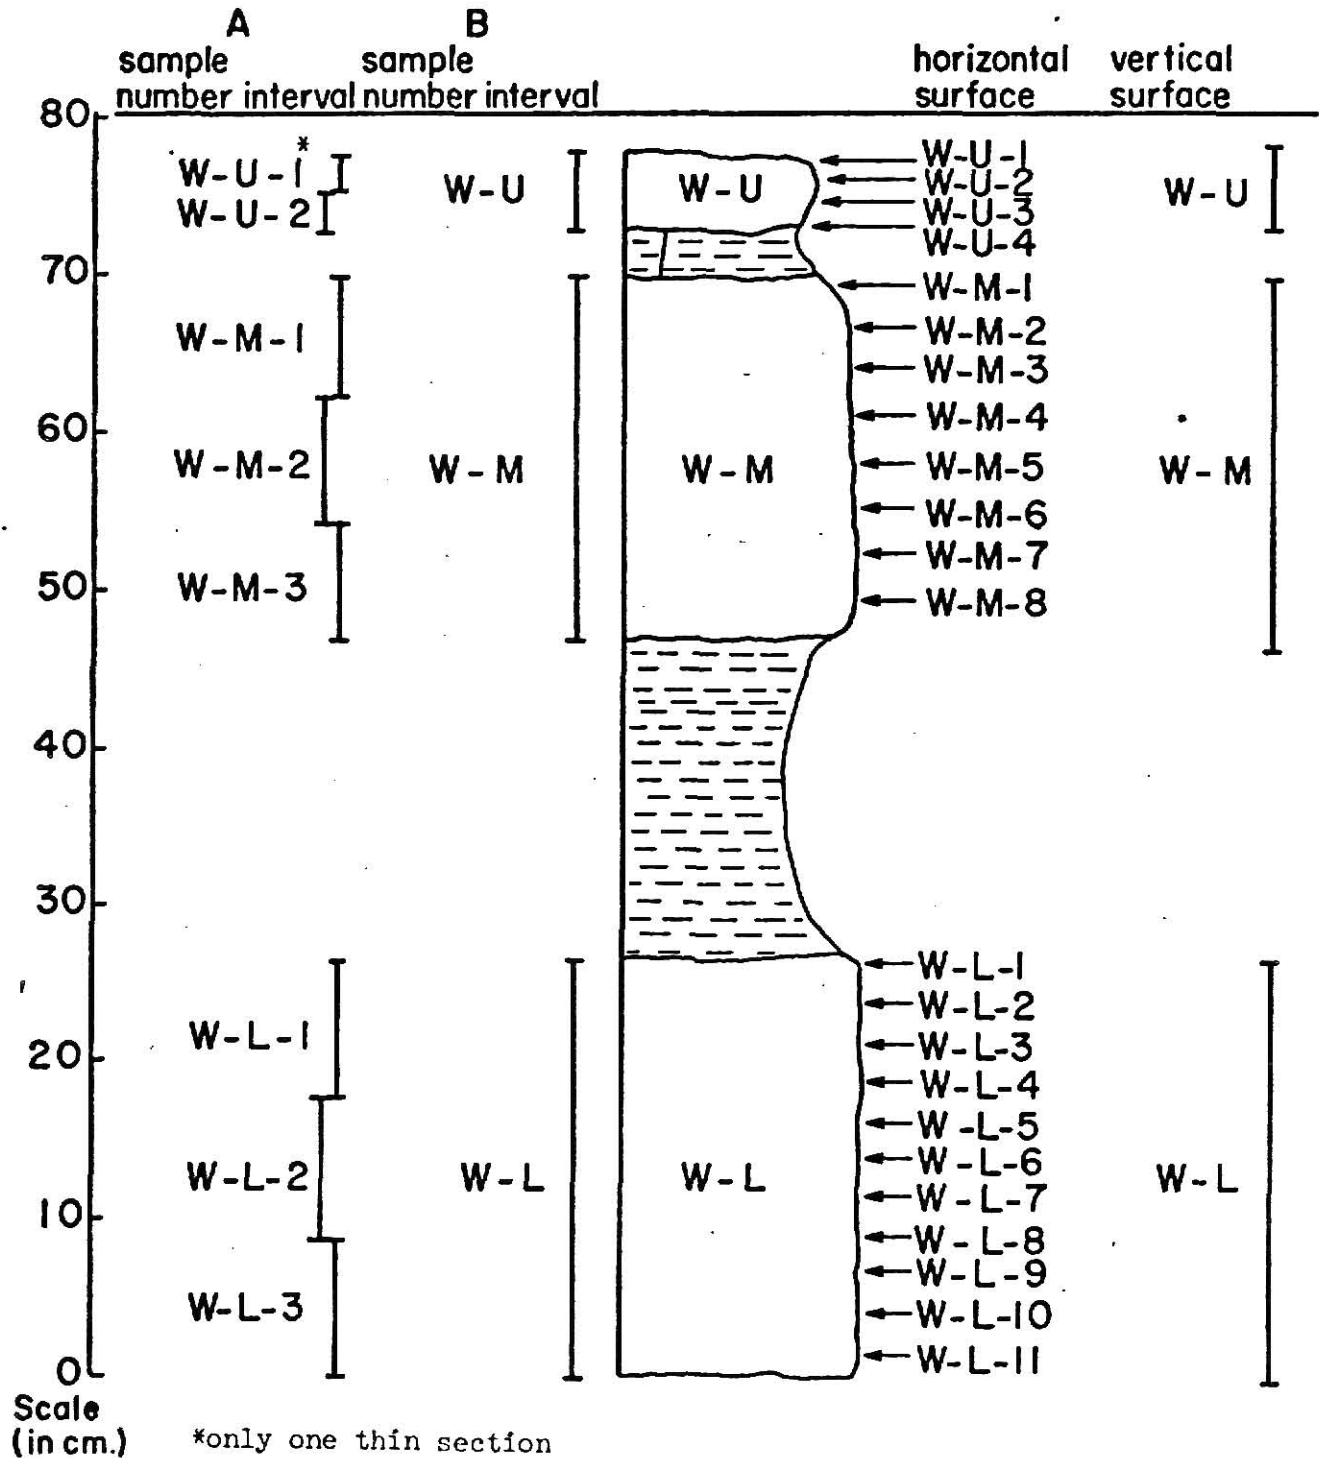 A B
sample sample horizontal vertical
number interval number interval surface surface
80
W-U-1* W-U W-U W-U-1 W-U
W-U-2
W-U-2 W-U-3
W-U-4
70
W-M-1
W-M-1 W-M-2
W-M-3
60 W-M-4
W-M-2 W-M W-M W-M-5 W-M
W-M-6
W-M-7
50 W-M-3 W-M-8
40
30
W-L-1
W-L-2
W-L-1 W-L-3
20 W-L-4
W-L-5
W-L-6
W-L-2 W-L W-L W-L-7 W-L
10 W-L-8
W-L-9
W-L-3 W-L-10
W-L-11
0
Scale
(in cm.) *only one thin section